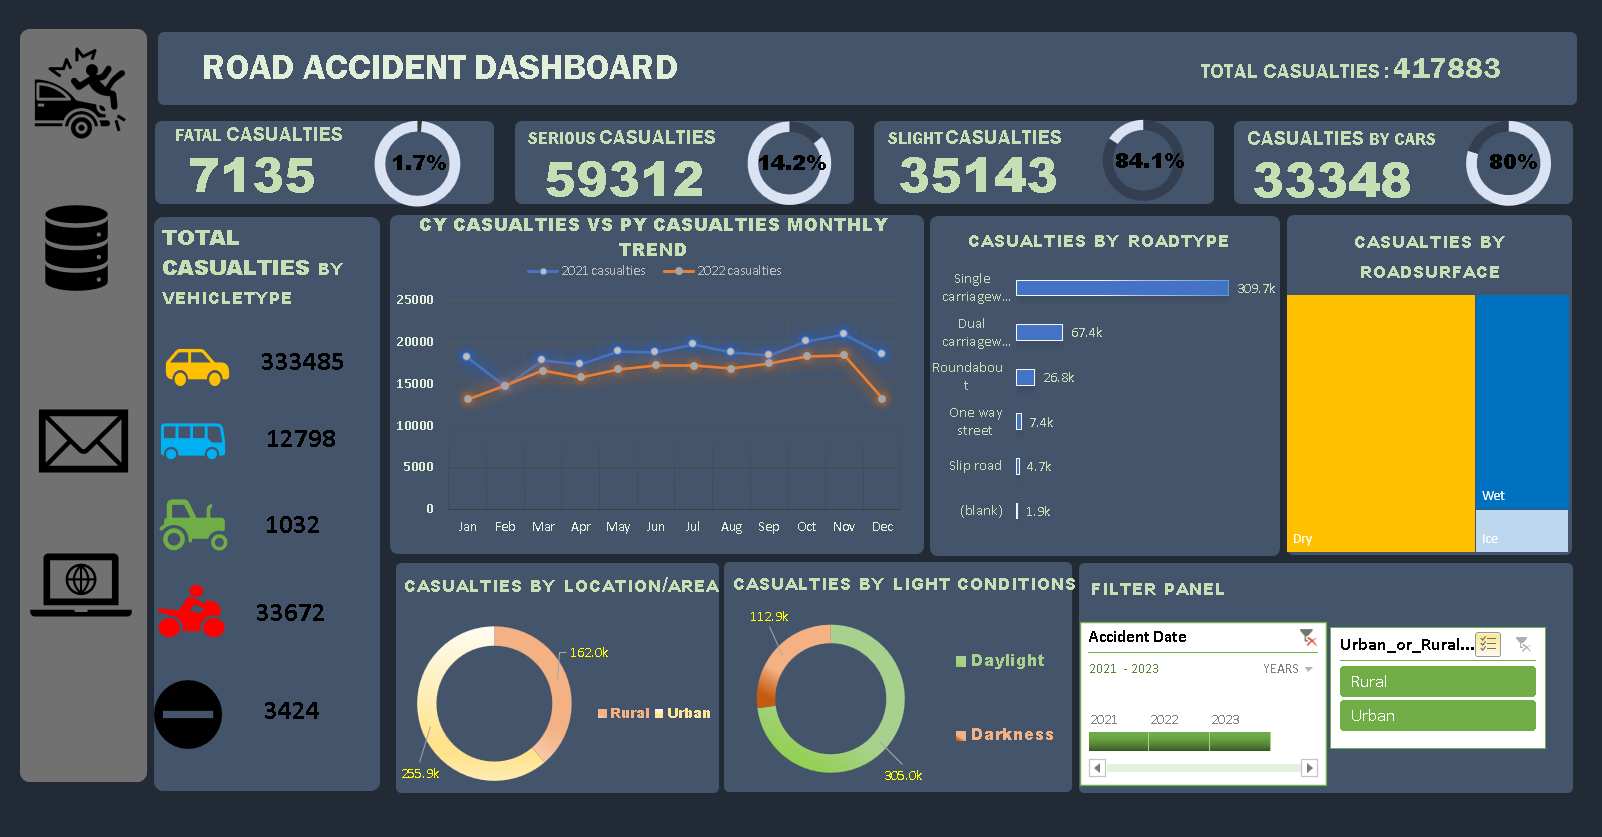 ROAD ACCIDENT DASHBOARD
TOTAL CASUALTIES : 417883
FATAL CASUALTIES
7135
1.7%
SERIOUS CASUALTIES
59312
14.2%
SLIGHT CASUALTIES
35143
84.1%
CASUALTIES BY CARS
33348
80%
TOTAL
CASUALTIES BY
VEHICLETYPE
333485
12798
1032
33672
3424
CY CASUALTIES VS PY CASUALTIES MONTHLY
TREND
2021 casualties 2022 casualties
25000
20000
15000
10000
5000
0
Jan Feb Mar Apr May Jun Jul Aug Sep Oct Nov Dec
CASUALTIES BY ROADTYPE
Single
carriagew...
309.7k
Dual
carriagew...
67.4k
Roundabou
t
26.8k
One way
street
7.4k
Slip road
4.7k
(blank)
1.9k
CASUALTIES BY
ROADSURFACE
Dry
Wet
Ice
CASUALTIES BY LOCATION/AREA
162.0k
255.9k
Rural Urban
CASUALTIES BY LIGHT CONDITIONS
112.9k
305.0k
Daylight
Darkness
FILTER PANEL
Accident Date
2021 - 2023
YEARS
2021 2022 2023
Urban_or_Rural...
Rural
Urban